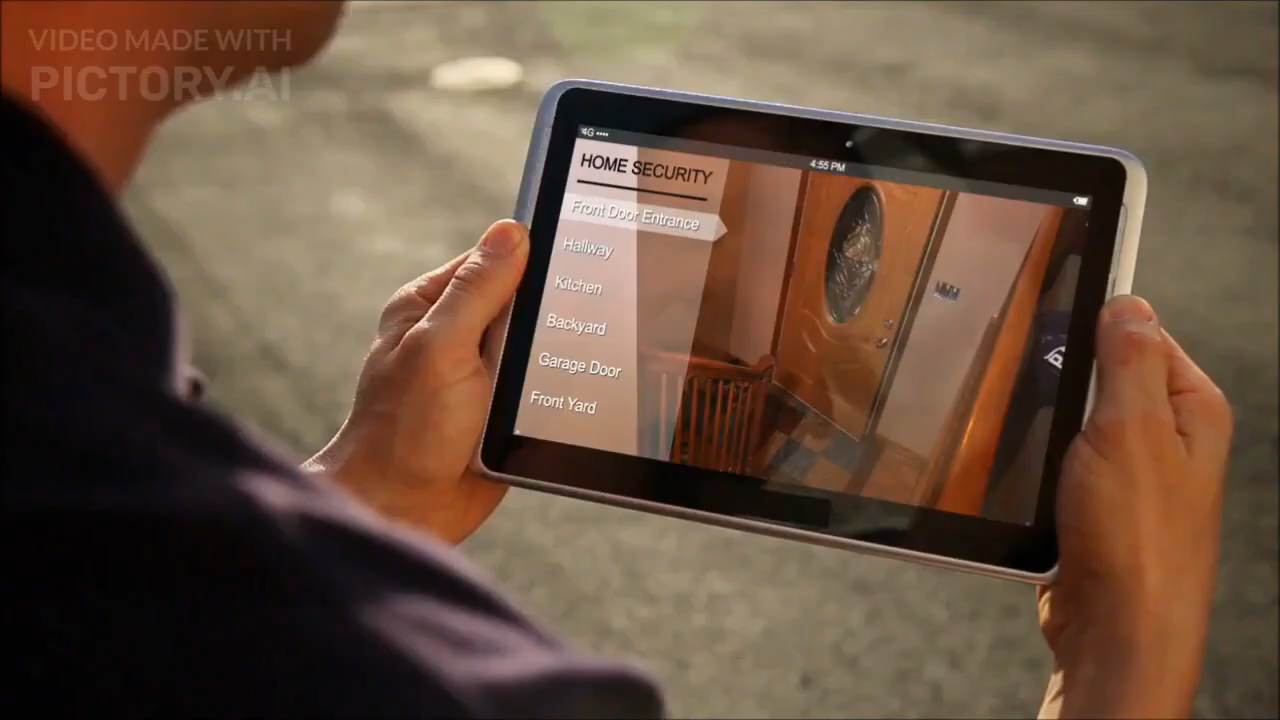 VIDEO MADE WITH
PICTORY.AI
4G
4:55 PM
HOME SECURITY
Front Door Entrance
Hallway
Kitchen
Backyard
Garage Door
Front Yard